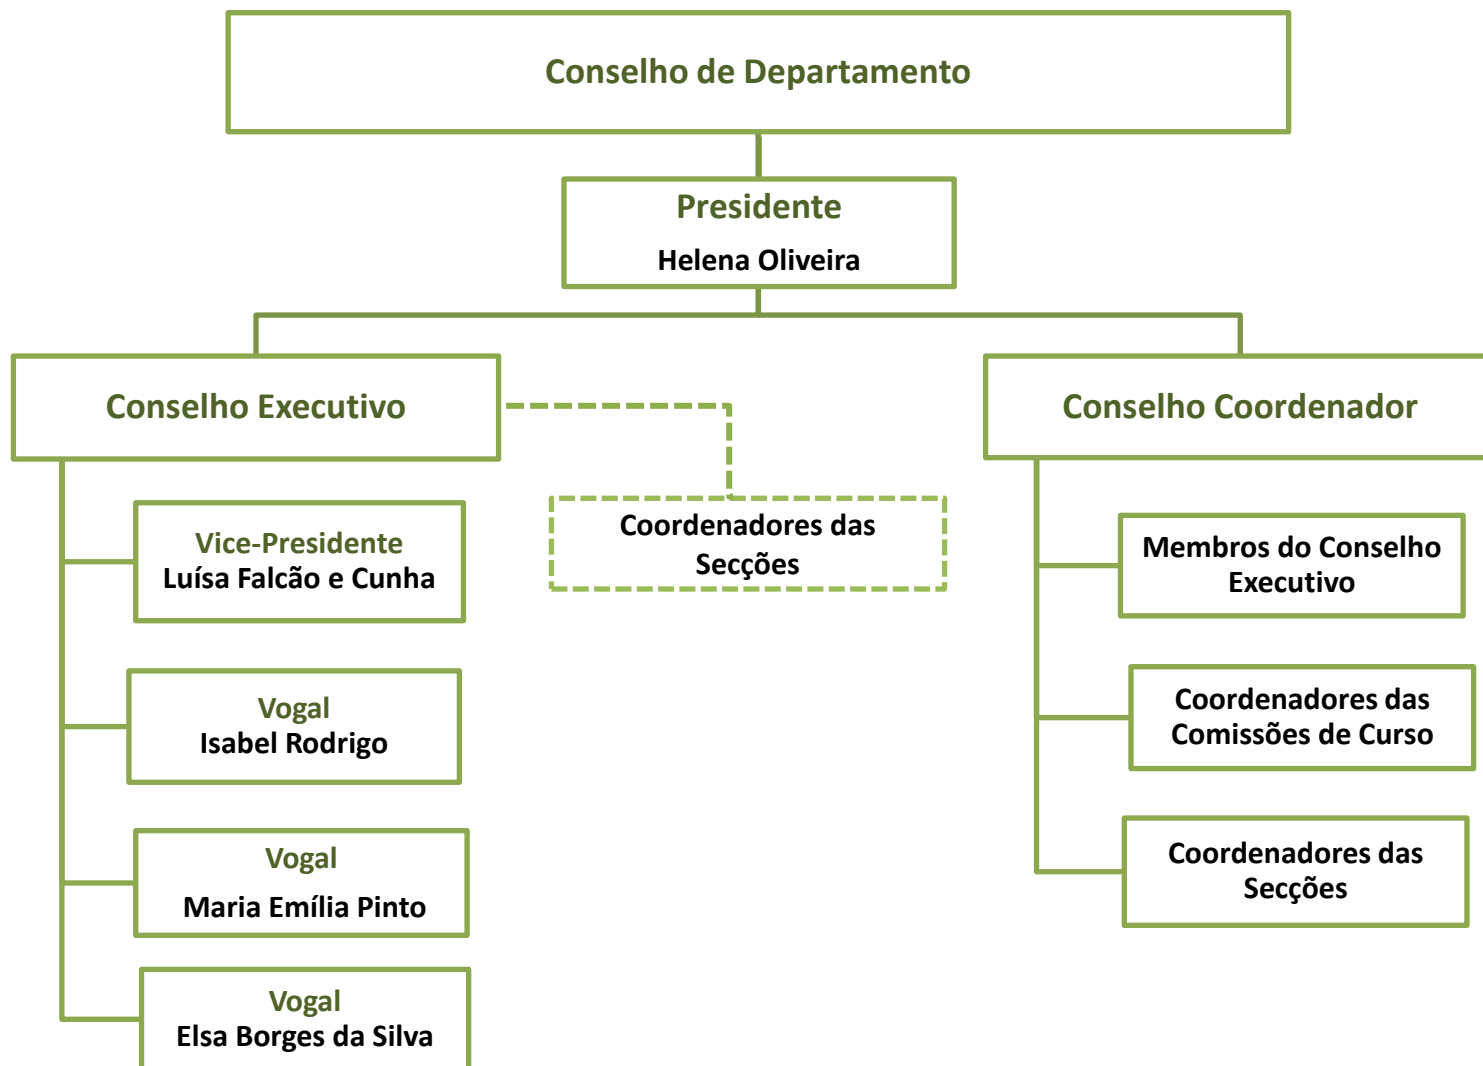 Conselho de Departamento
Presidente
Helena Oliveira
Conselho Executivo
Conselho Coordenador
Vice-Presidente
Luísa Falcão e Cunha
Vogal
Isabel Rodrigo
Vogal
Maria Emília Pinto
Vogal
Elsa Borges da Silva
Coordenadores das
Secções
Membros do Conselho
Executivo
Coordenadores das
Comissões de Curso
Coordenadores das
Secções